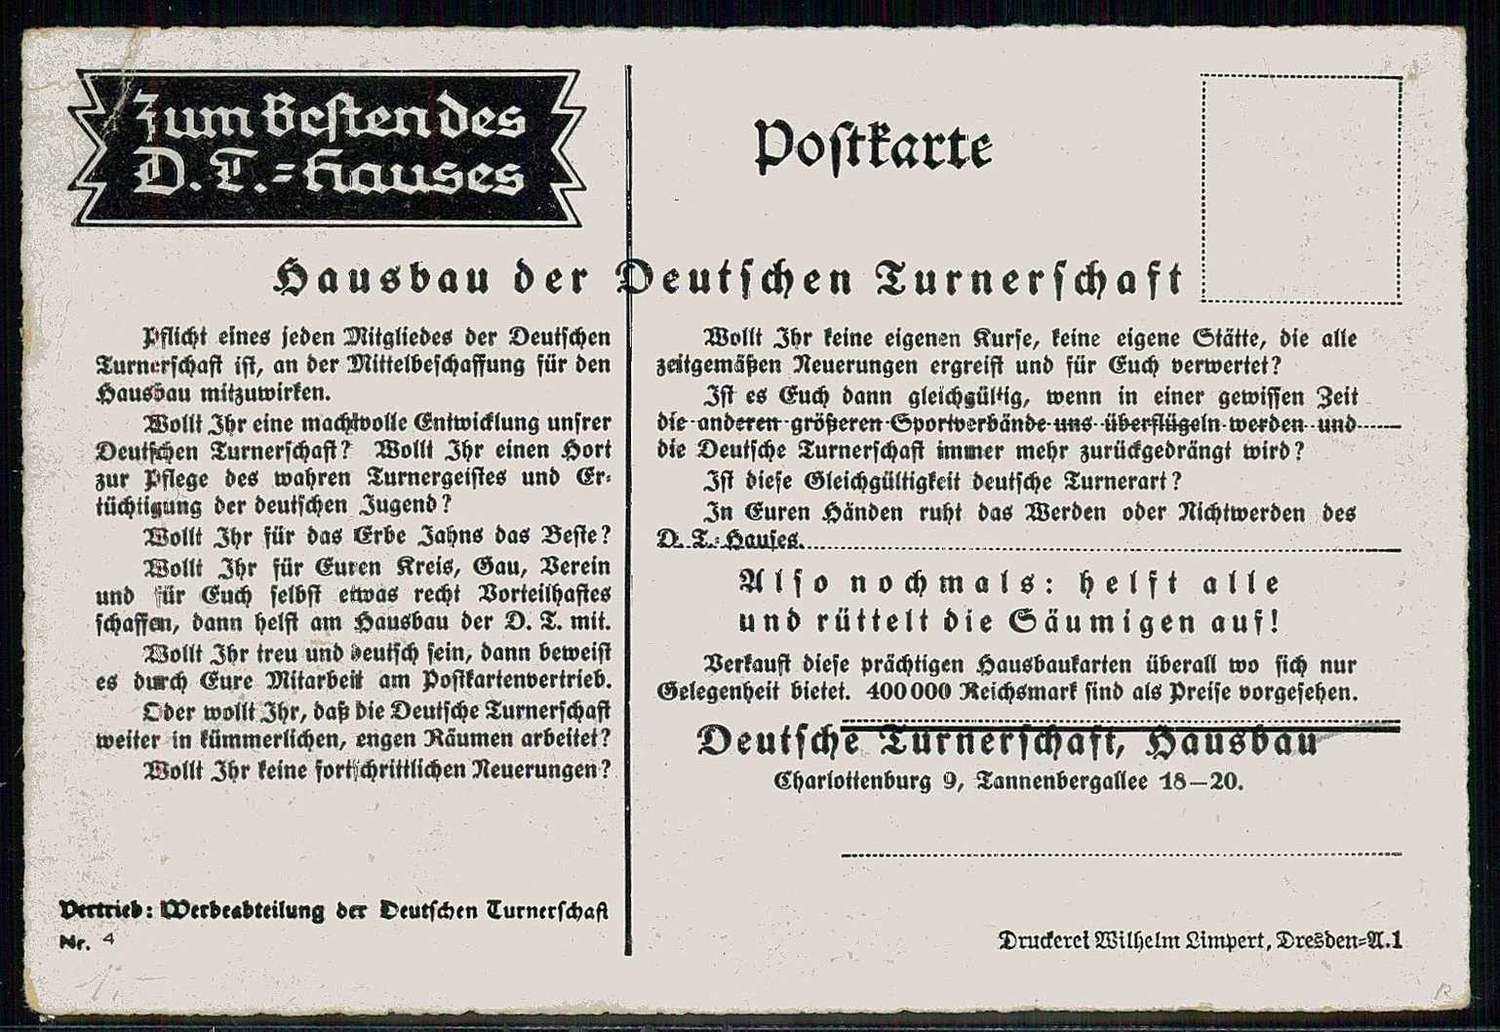 Zum Besten des
D. T.=Hauses
Postkarte
Hausbau der Deutschen Turnerschaft
Pflicht eines jeden Mitgliedes der Deutschen
Turnerschaft ist, an der Mittelbeschaffung für den
Hausbau mitzuwirken.
Wollt Ihr eine machtvolle Entwicklung unsrer
Deutschen Turnerschaft? Wollt Ihr einen Hort
zur Pflege des wahren Turnergeistes und Er=
tüchtigung der deutschen Jugend?
Wollt Ihr für das Erbe Jahns das Beste?
Wollt Ihr für Euren Kreis, Gau, Verein
und für Euch selbst etwas recht Vorteilhaftes
schaffen, dann helft am Hausbau der D. T. mit.
Wollt Ihr treu und deutsch sein, dann beweist
es durch Eure Mitarbeit am Postkartenvertrieb.
Oder wollt Ihr, daß die Deutsche Turnerschaft
weiter in kümmerlichen, engen Räumen arbeitet?
Wollt Ihr keine fortschrittlichen Neuerungen?
Wollt Ihr keine eigenen Kurse, keine eigene Stätte, die alle
zeitgemäßen Neuerungen ergreift und für Euch verwertet?
Ist es Euch dann gleichgültig, wenn in einer gewissen Zeit
die anderen größeren Sportverbände uns überflügeln werden und
die Deutsche Turnerschaft immer mehr zurückgedrängt wird?
Ist diese Gleichgültigkeit deutsche Turnerart?
In Euren Händen ruht das Werden oder Nichtwerden des
D. T.=Hauses.
Also nochmals: helft alle
und rüttelt die Säumigen auf!
Verkauft diese prächtigen Hausbaukarten überall wo sich nur
Gelegenheit bietet. 400000 Reichsmark sind als Preise vorgesehen.
Deutsche Turnerschaft, Hausbau
Charlottenburg 9, Tannenbergallee 18—20.
Vertrieb: Werbeabteilung der Deutschen Turnerschaft
Nr. 4
Druckerei Wilhelm Limpert, Dresden=A.1